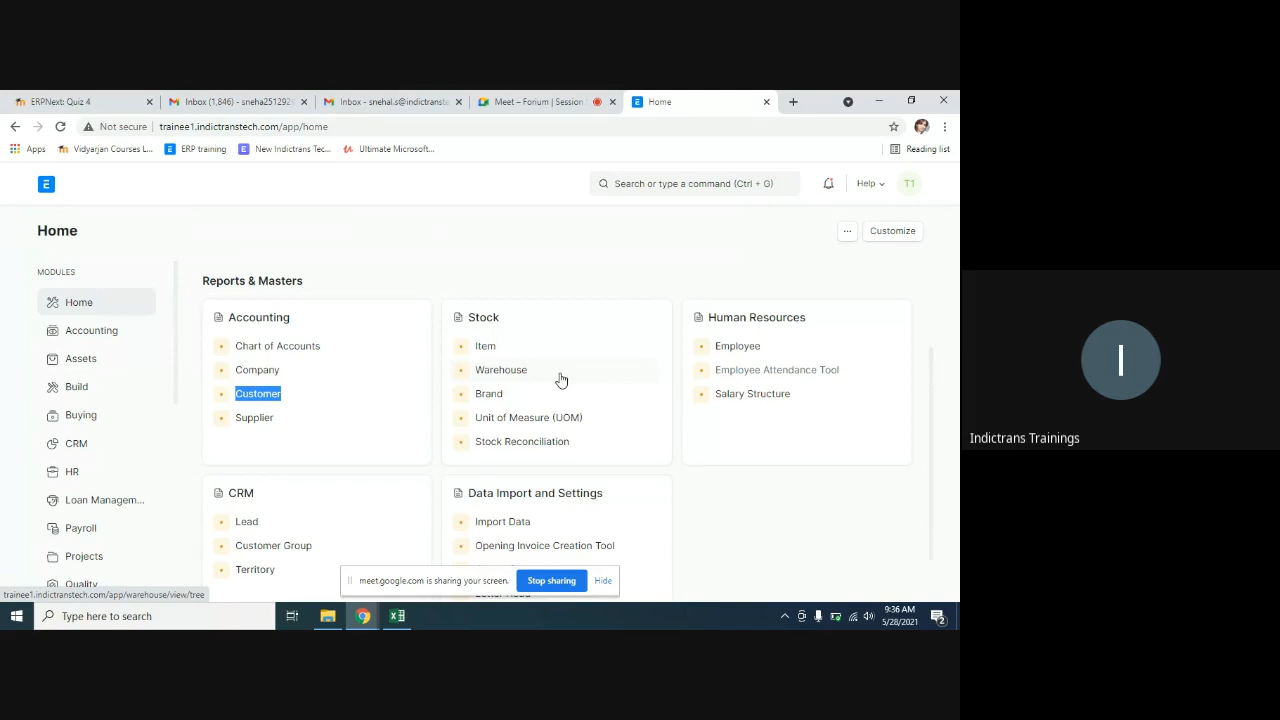 ERPNext: Quiz 4
Inbox (1,846) - sneha251292
Inbox - snehal.s@indictranste
Meet – Forium | Session
Home
Not secure
trainee1.indictranstech.com/app/home
Apps
Vidyarjan Courses L...
ERP training
New Indictrans Tec...
Ultimate Microsoft...
Reading list
Search or type a command (Ctrl + G)
Help
T1
Home
Customize
MODULES
Home
Accounting
Assets
Build
Buying
CRM
HR
Loan Managem...
Payroll
Projects
Quality
Reports & Masters
Accounting
Chart of Accounts
Company
Customer
Supplier
Stock
Item
Warehouse
Brand
Unit of Measure (UOM)
Stock Reconciliation
Human Resources
Employee
Employee Attendance Tool
Salary Structure
CRM
Lead
Customer Group
Territory
Data Import and Settings
Import Data
Opening Invoice Creation Tool
meet.google.com is sharing your screen.
Stop sharing
Hide
trainee1.indictranstech.com/app/warehouse/view/tree
Type here to search
9:36 AM
5/28/2021
2
I
Indictrans Trainings